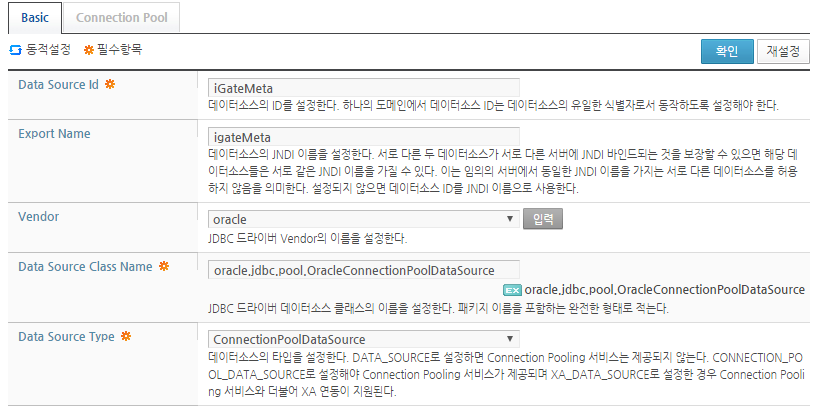 Basic
Connection Pool
동적설정 필수항목
확인 재설정
Data Source Id
iGateMeta
데이터소스의 ID를 설정한다. 하나의 도메인에서 데이터소스 ID는 데이터소스의 유일한 식별자로서 동작하도록 설정해야 한다.
Export Name
igateMeta
데이터소스의 JNDI 이름을 설정한다. 서로 다른 두 데이터소스가 서로 다른 서버에 JNDI 바인드되는 것을 보장할 수 있으면 해당 데
이터소스들은 서로 같은 JNDI 이름을 가질 수 있다. 이는 임의의 서버에서 동일한 JNDI 이름을 가지는 서로 다른 데이터소스를 허용
하지 않음을 의미한다. 설정되지 않으면 데이터소스 ID를 JNDI 이름으로 사용한다.
Vendor
oracle
입력
JDBC 드라이버 Vendor의 이름을 설정한다.
Data Source Class Name
oracle.jdbc.pool.OracleConnectionPoolDataSource
EX oracle.jdbc.pool.OracleConnectionPoolDataSource
JDBC 드라이버 데이터소스 클래스의 이름을 설정한다. 패키지 이름을 포함하는 완전한 형태로 적는다.
Data Source Type
ConnectionPoolDataSource
데이터소스의 타입을 설정한다. DATA_SOURCE로 설정하면 Connection Pooling 서비스는 제공되지 않는다. CONNECTION_PO
OL_DATA_SOURCE로 설정해야 Connection Pooling 서비스가 제공되며 XA_DATA_SOURCE로 설정한 경우 Connection Pooli
ng 서비스와 더불어 XA 연동이 지원된다.